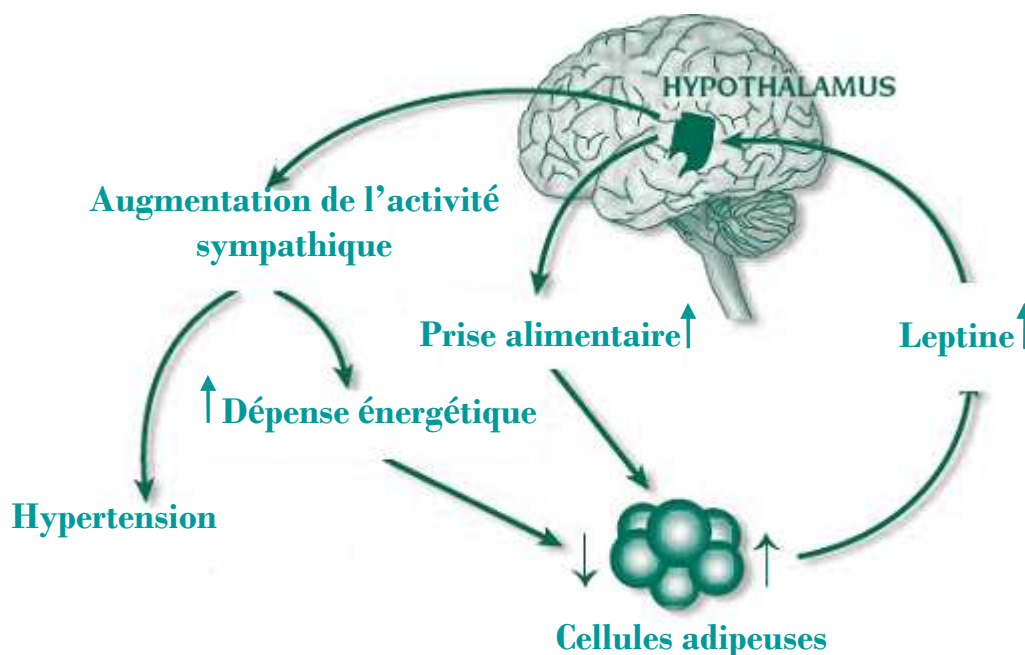 HYPOTHALAMUS
Augmentation de l’activité
sympathique
Prise alimentaire
Leptine
Dépense énergétique
Hypertension
Cellules adipeuses